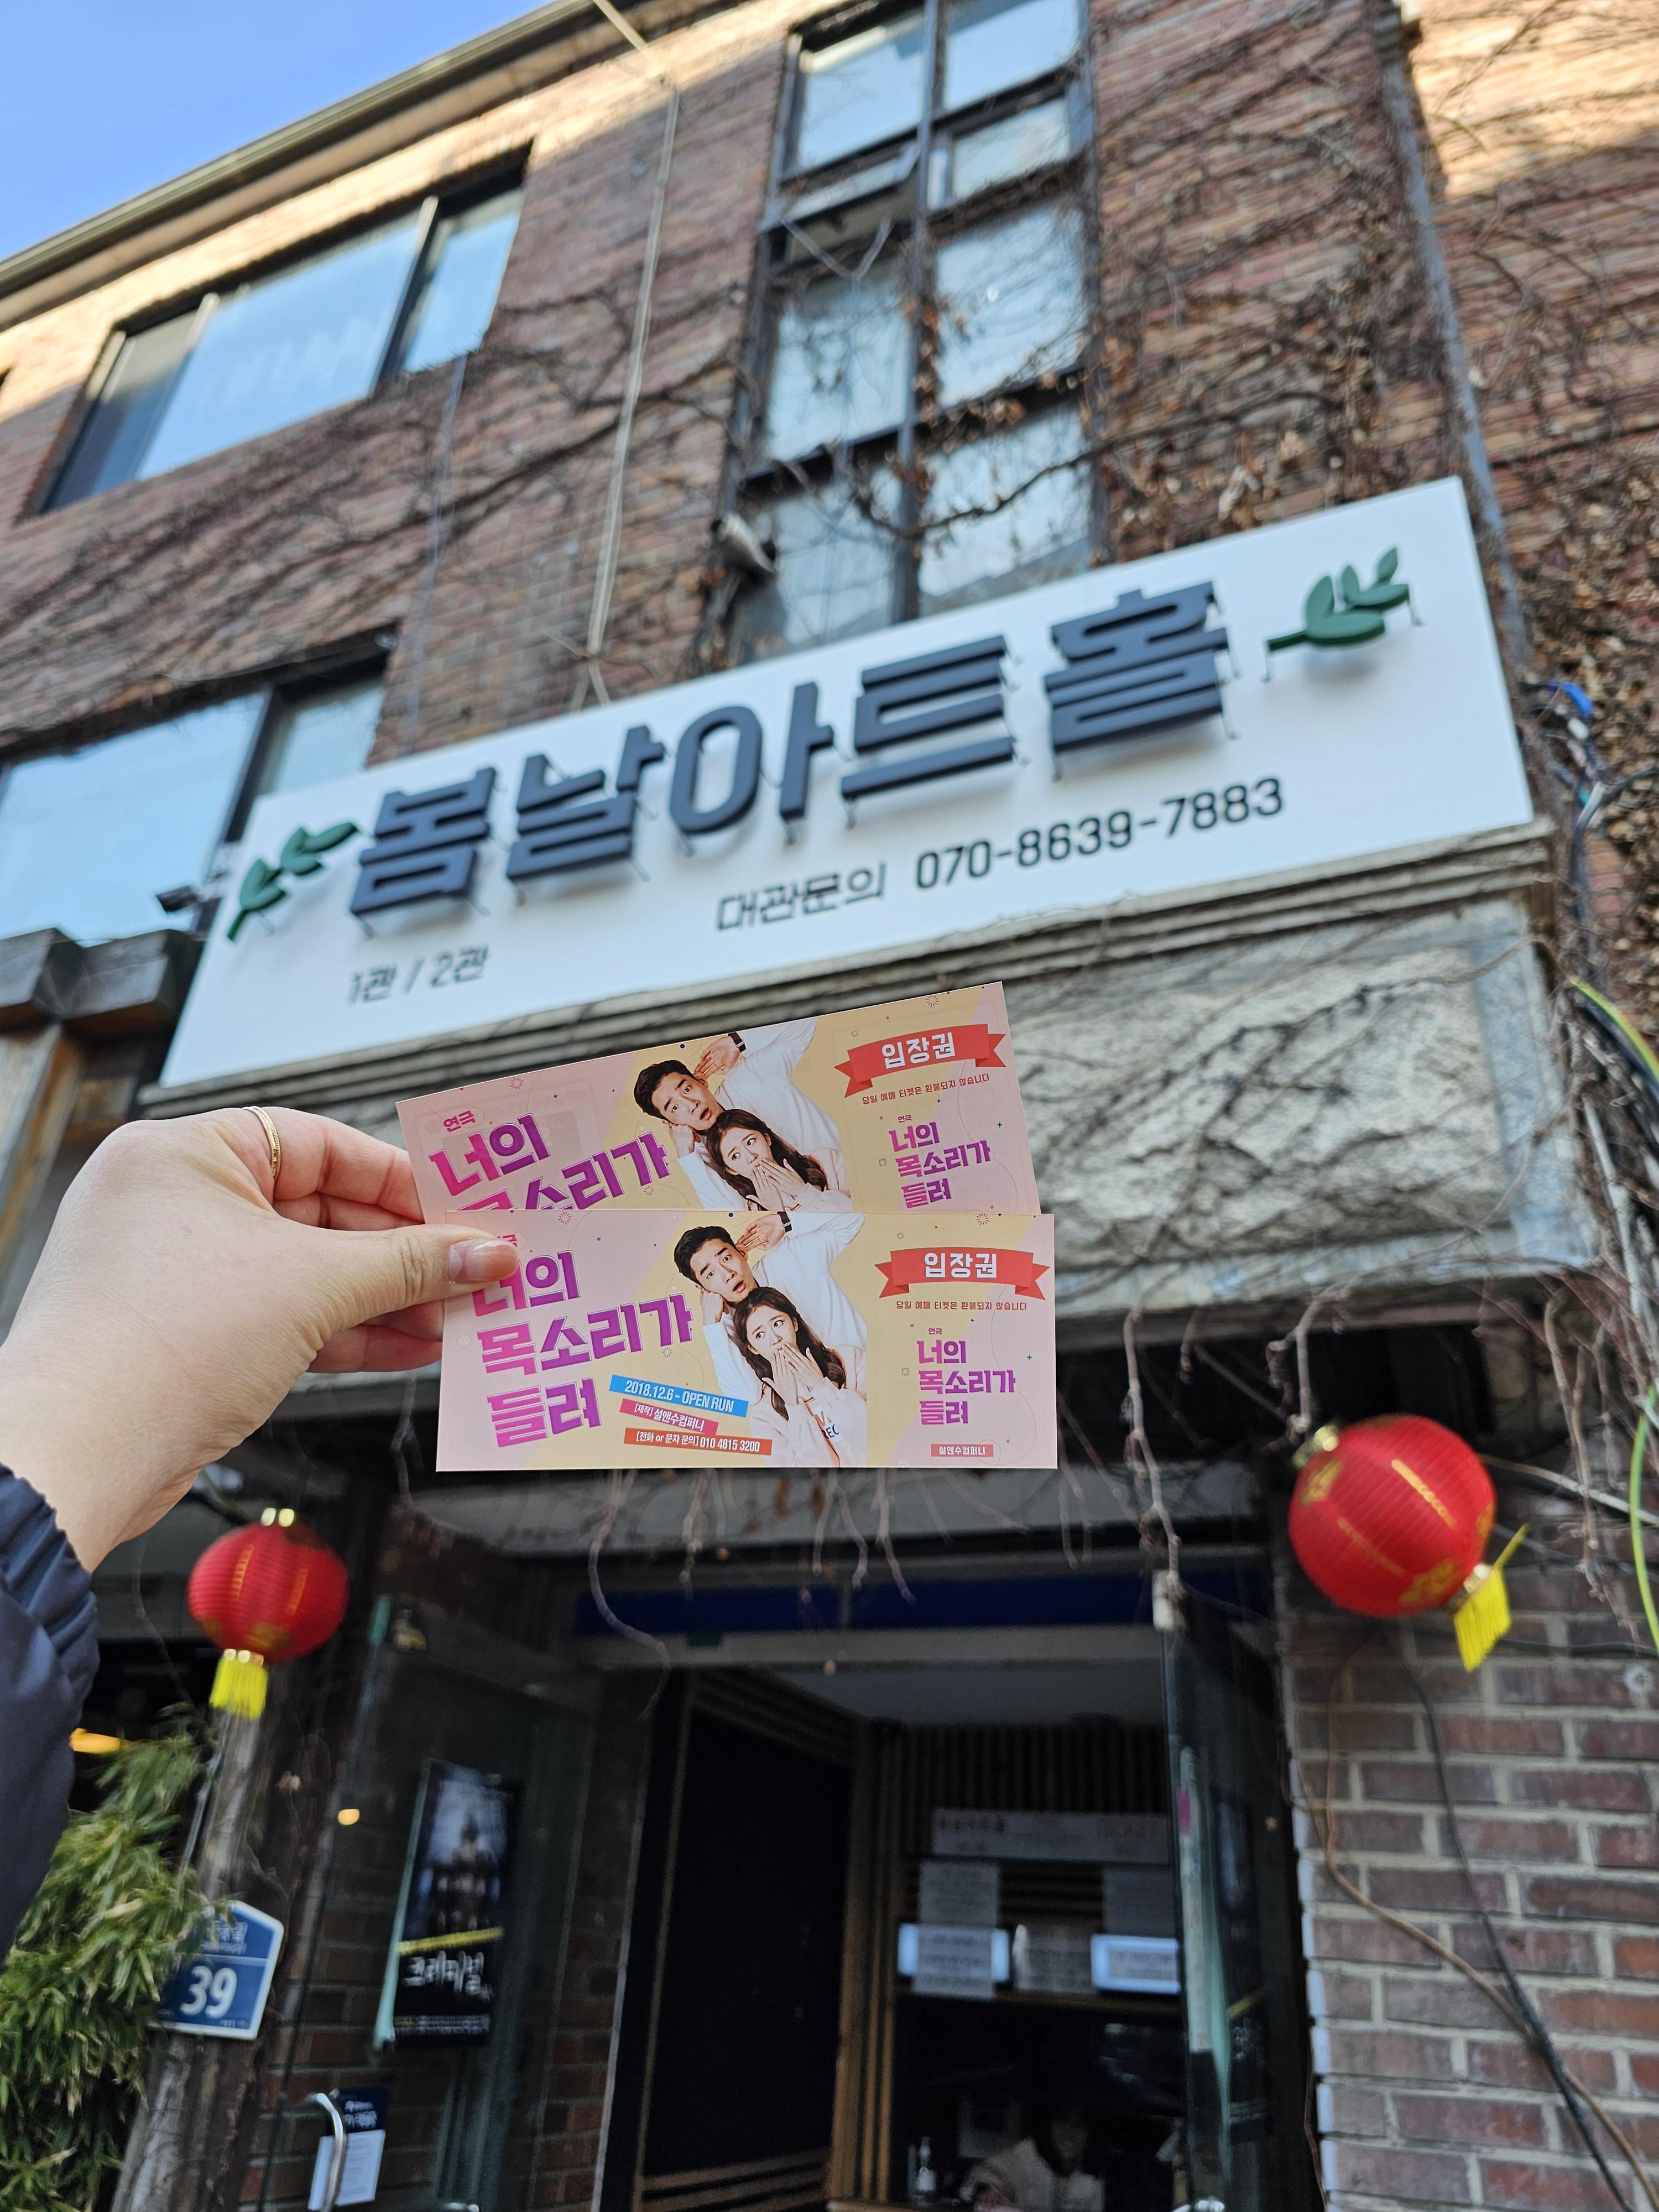 봄날아트홀
1관 / 2관
대관문의 070-8639-7883
연극
너의
목소리가
입장권
당일 예매 티켓은 환불되지 않습니다
연극
너의
목소리가
들려
너의
목소리가
들려
2018.12.6~ OPEN RUN
[제작] 설앤수컴퍼니
[전화 or 문자 문의] 010 4815 3200
입장권
당일 예매 티켓은 환불되지 않습니다
연극
너의
목소리가
들려
설앤수컴퍼니
39